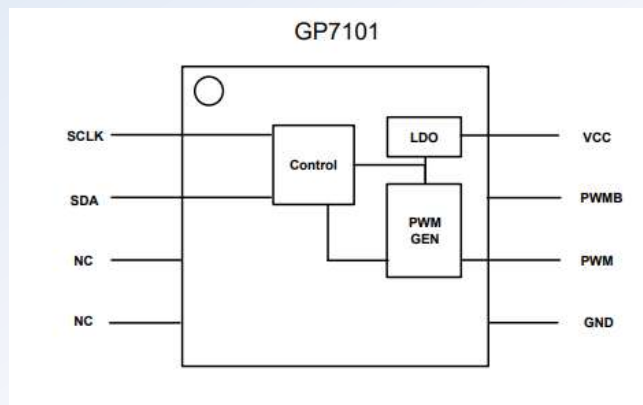 GP7101
SCLK
SDA
NC
NC
Control
LDO
PWM
GEN
VCC
PWMB
PWM
GND